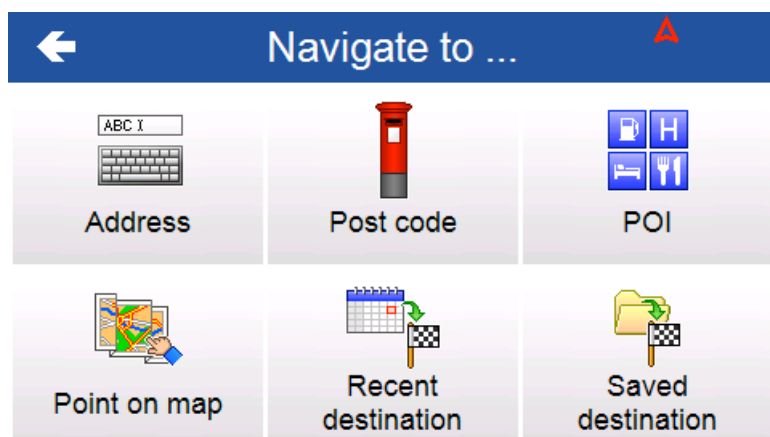 Navigate to ...
ABC I
H
Address
Post code
POI
Point on map
Recent
destination
Saved
destination